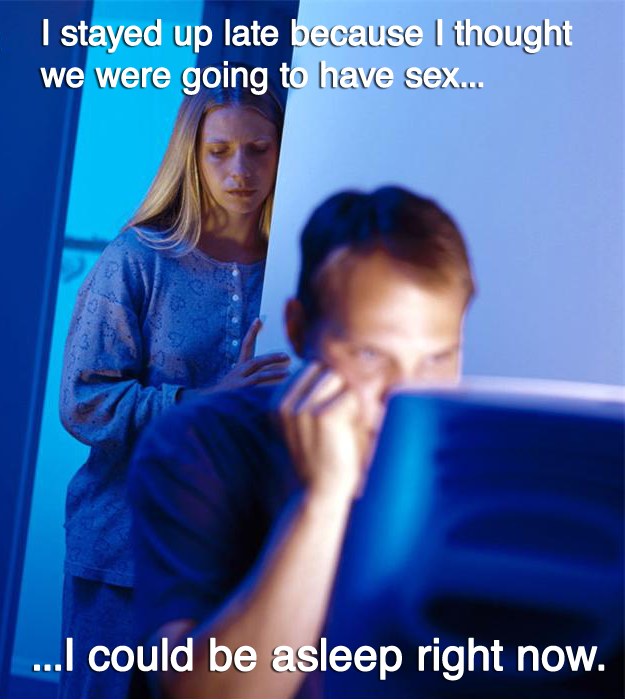 I stayed up late because I thought
we were going to have sex...
...I could be asleep right now.